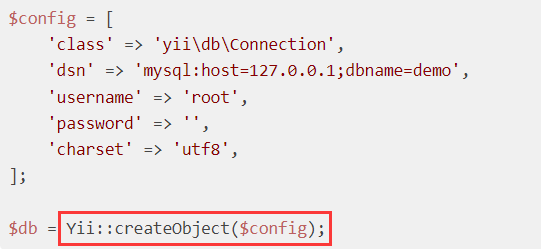 $config = [
    'class' => 'yii\db\Connection',
    'dsn' => 'mysql:host=127.0.0.1;dbname=demo',
    'username' => 'root',
    'password' => '',
    'charset' => 'utf8',
];
$db = Yii::createObject($config);